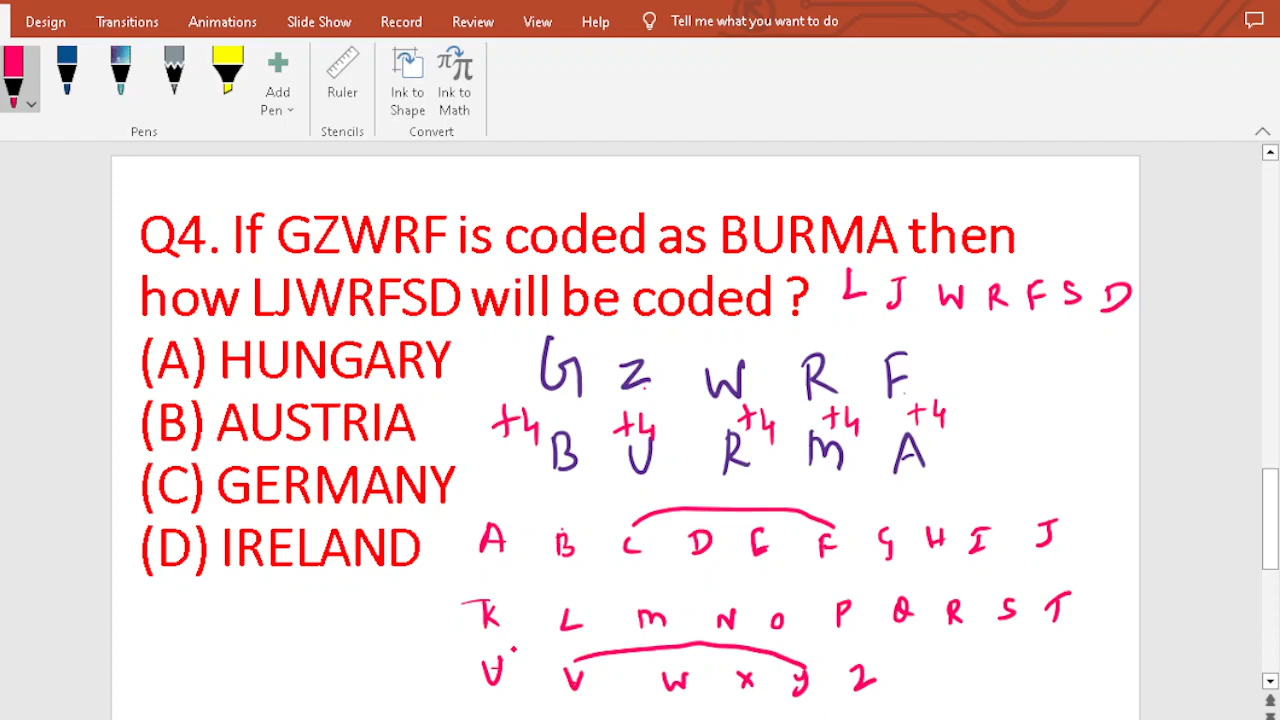 Design Transitions Animations Slide Show Record Review View Help Tell me what you want to do
Add Pen
Ruler
Ink to Shape
Ink to Math
Pens
Stencils
Convert
Q4. If GZWRF is coded as BURMA then
how LJWRFSD will be coded ? L J W R F S D
(A) HUNGARY
(B) AUSTRIA
(C) GERMANY
(D) IRELAND
G Z W R F
+4 +4 +4 +4 +4
B U R M A
A B C D E F G H I J
K L M N O P Q R S T
U V W X Y Z